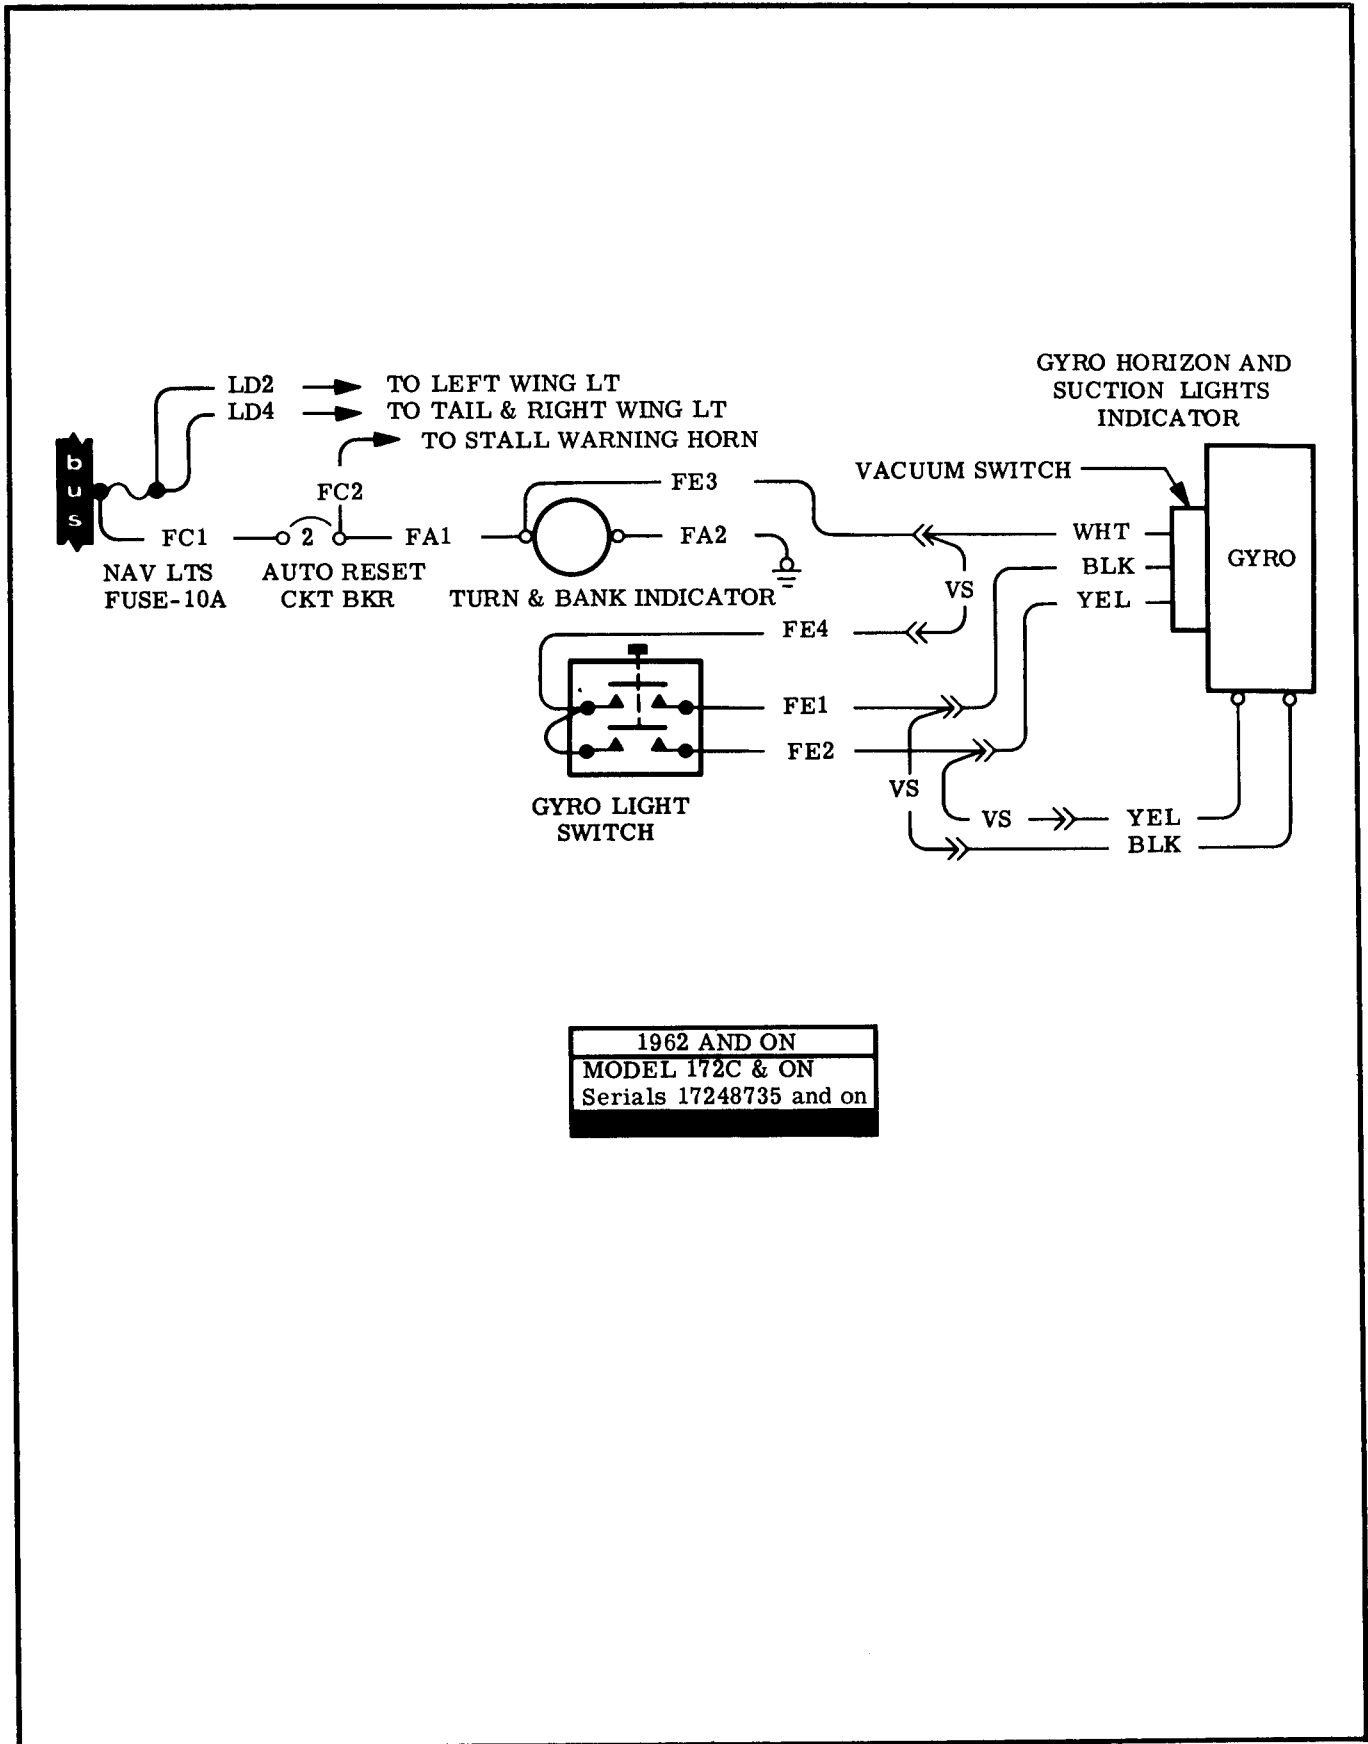 GYRO HORIZON AND
SUCTION LIGHTS
INDICATOR
LD2
TO LEFT WING LT
LD4
TO TAIL & RIGHT WING LT
TO STALL WARNING HORN
bus
FC2
FE3
VACUUM SWITCH
FC1
2
FA1
FA2
WHT
BLK
YEL
GYRO
NAV LTS
FUSE-10A
AUTO RESET
CKT BKR
TURN & BANK INDICATOR
VS
FE4
FE1
FE2
VS
VS
YEL
BLK
GYRO LIGHT
SWITCH
1962 AND ON
MODEL 172C & ON
Serials 17248735 and on